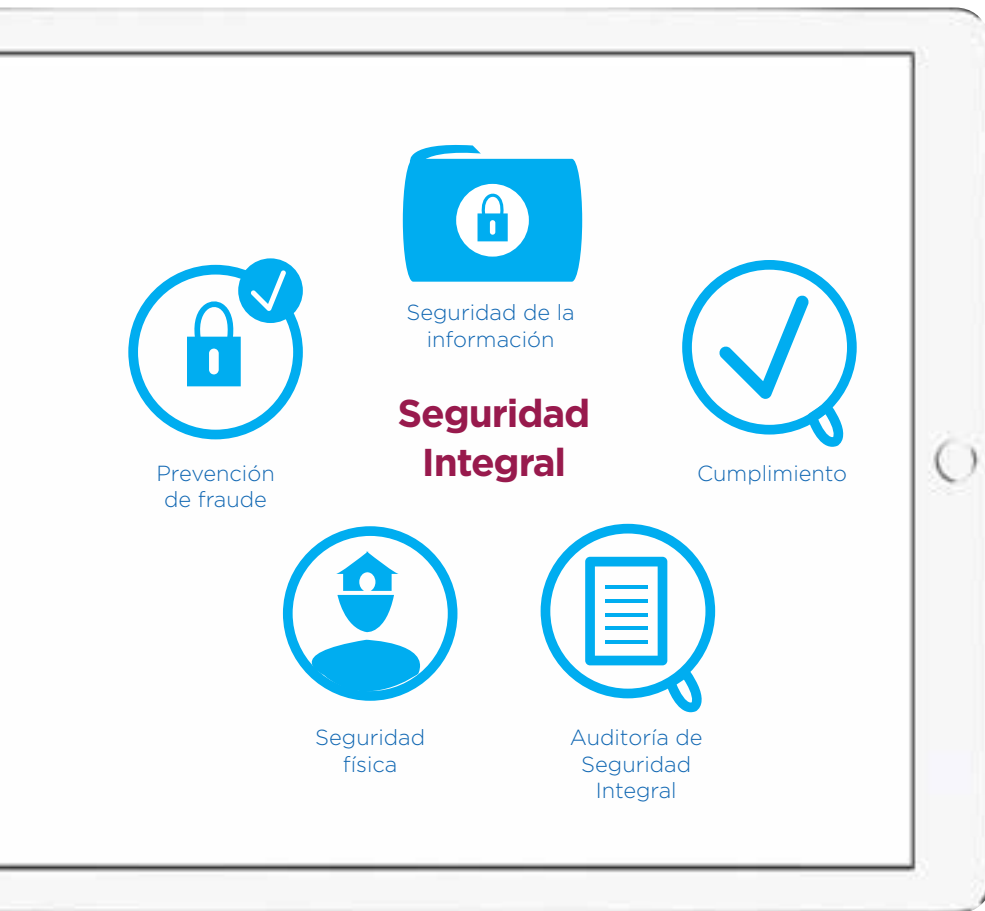 Seguridad de la
información
Prevención
de fraude
Seguridad
Integral
Cumplimiento
Seguridad
física
Auditoría de
Seguridad
Integral